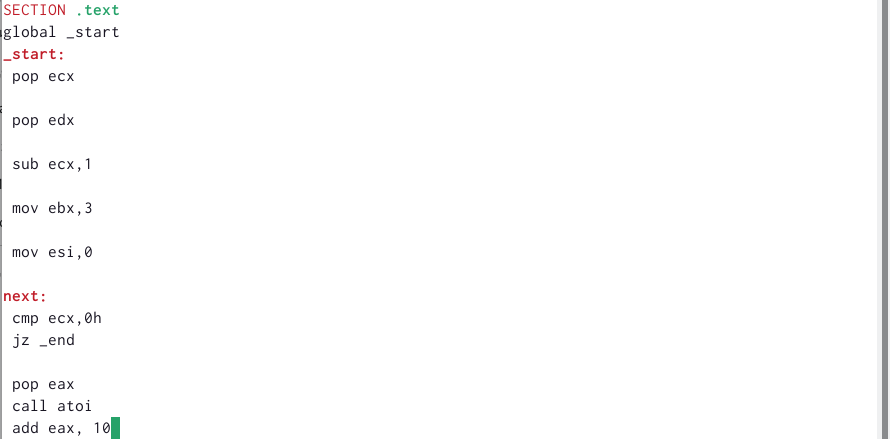 SECTION .text
global _start
_start:
pop ecx
pop edx
sub ecx,1
mov ebx,3
mov esi,0
next:
cmp ecx,0h
jz _end
pop eax
call atoi
add eax, 10